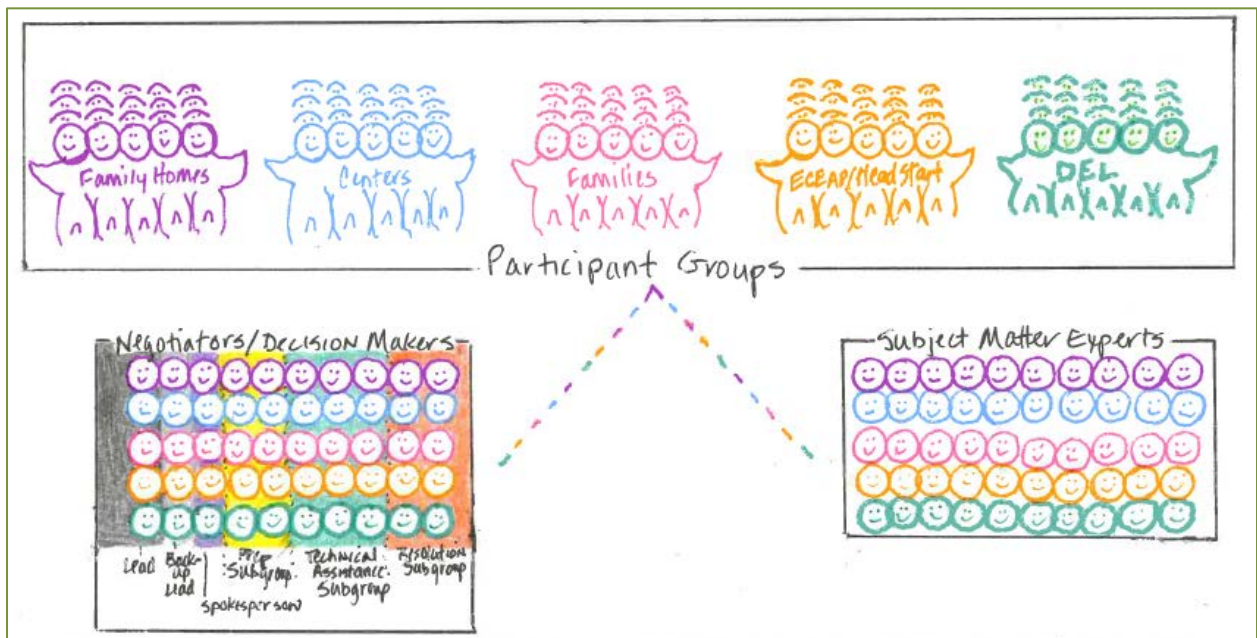 Family Homes
Centers
Families
ECEAP/Head Start
DEL
Participant Groups
Negotiators/Decision Makers
Subject Matter Experts
Lead
Back-
up
Lead
spokesperson
Prep
Subgroup
Technical
Assistance
Subgroup
Resolution
Subgroup